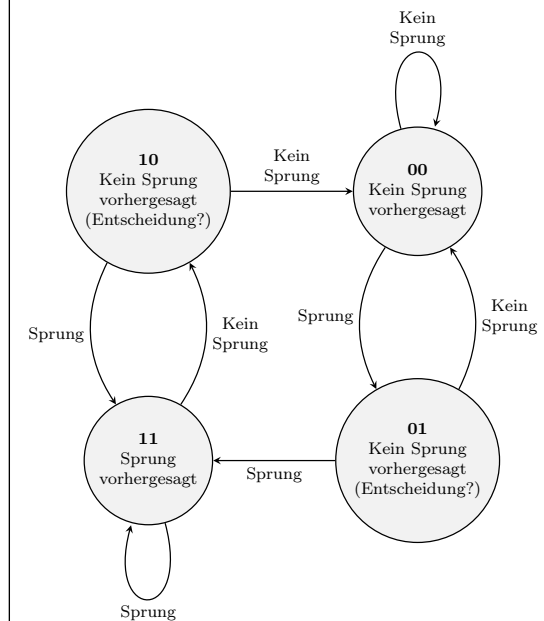 Kein
Sprung
10
Kein Sprung
vorhergesagt
(Entscheidung?)
Kein
Sprung
00
Kein Sprung
vorhergesagt
Sprung
Kein
Sprung
Sprung
Kein
Sprung
11
Sprung
vorhergesagt
Sprung
01
Kein Sprung
vorhergesagt
(Entscheidung?)
Sprung